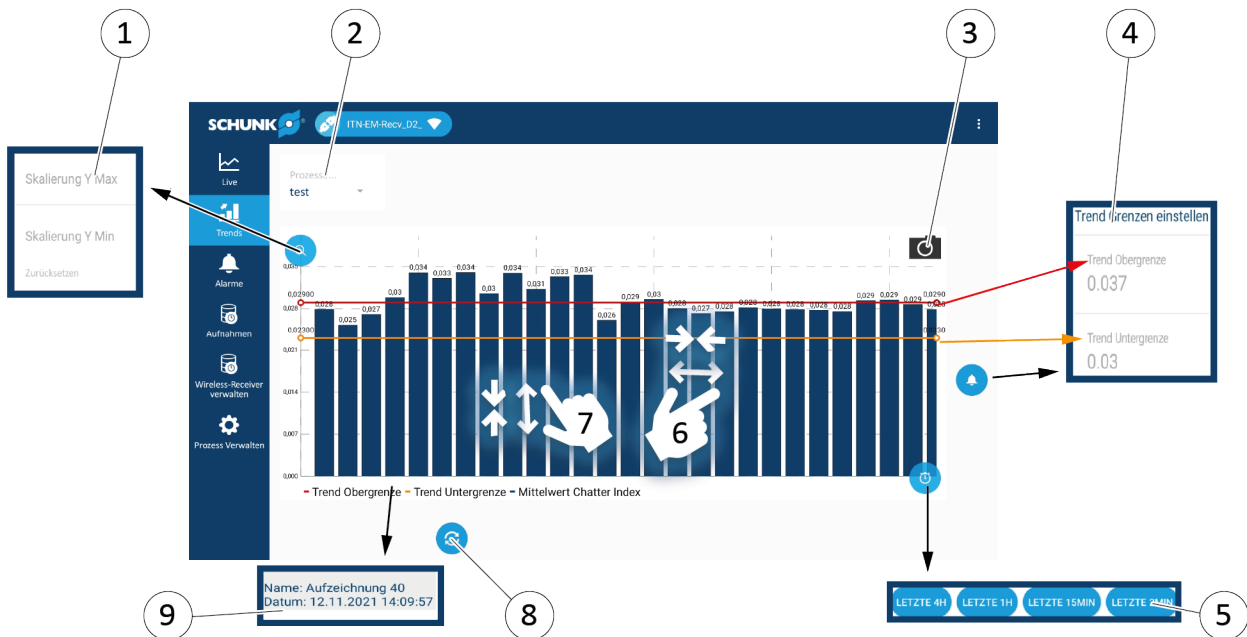 1
2
3
4
SCHUNK
ITN-EM-Recv_D2_
Live
Trends
Alarme
Aufnahmen
Wireless-Receiver
verwalten
Prozess Verwalten
Skalierung Y Max
Skalierung Y Min
Zurücksetzen
test
Trend Grenzen einstellen
Trend Obergrenze
0.037
Trend Untergrenze
0.03
0,035
0,02900
0,028
0,02300
0,021
0,014
0,007
0,000
0,028
0,025
0,027
0,03
0,034
0,033
0,034
0,03
0,034
0,031
0,033
0,034
0,026
0,029
0,03
0,028
0,027
0,028
0,028
0,028
0,028
0,028
0,028
0,029
0,029
0,029
0,0290
7
6
Trend Obergrenze
Trend Untergrenze
Mittelwert Chatter Index
Name: Aufzeichnung 40
Datum: 12.11.2021 14:09:57
LETZTE 4H
LETZTE 1H
LETZTE 15MIN
LETZTE 2MIN
9
8
5